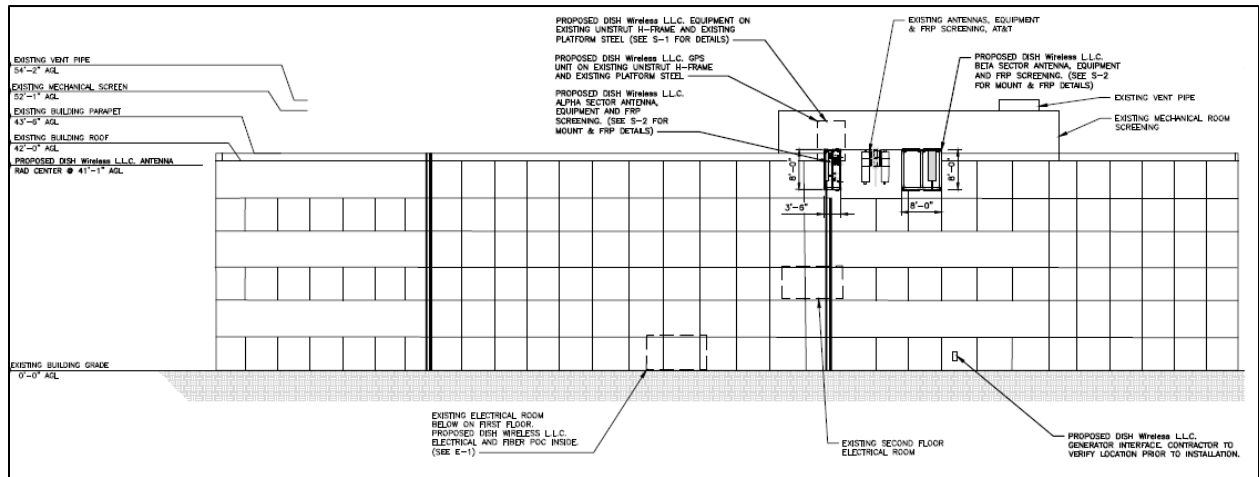 PROPOSED DISH Wireless L.L.C. EQUIPMENT ON
EXISTING UNISTRUT H-FRAME AND EXISTING
PLATFORM STEEL (SEE S-1 FOR DETAILS)
PROPOSED DISH Wireless L.L.C. GPS
UNIT ON EXISTING UNISTRUT H-FRAME
AND EXISTING PLATFORM STEEL
PROPOSED DISH Wireless L.L.C.
ALPHA SECTOR ANTENNA,
EQUIPMENT AND FRP
SCREENING. (SEE S-2 FOR
MOUNT & FRP DETAILS)
EXISTING ANTENNAS, EQUIPMENT
& FRP SCREENING, AT&T
PROPOSED DISH Wireless L.L.C.
BETA SECTOR ANTENNA, EQUIPMENT
AND FRP SCREENING. (SEE S-2
FOR MOUNT & FRP DETAILS)
EXISTING VENT PIPE
EXISTING MECHANICAL ROOM
SCREENING
EXISTING VENT PIPE
54'-2" AGL
EXISTING MECHANICAL SCREEN
52'-1" AGL
EXISTING BUILDING PARAPET
43'-6" AGL
EXISTING BUILDING ROOF
42'-0" AGL
PROPOSED DISH Wireless L.L.C. ANTENNA
RAD CENTER @ 41'-1" AGL
8'-0"
8'-0"
3'-6"
8'-0"
EXISTING BUILDING GRADE
0'-0" AGL
EXISTING ELECTRICAL ROOM
BELOW ON FIRST FLOOR.
PROPOSED DISH WIRELESS L.L.C.
ELECTRICAL AND FIBER POC INSIDE.
(SEE E-1)
EXISTING SECOND FLOOR
ELECTRICAL ROOM
PROPOSED DISH Wireless L.L.C.
GENERATOR INTERFACE. CONTRACTOR TO
VERIFY LOCATION PRIOR TO INSTALLATION.